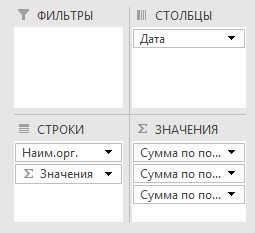 ФИЛЬТРЫ
СТОЛБЦЫ
Дата
СТРОКИ
Наим.орг.
Σ Значения
Σ ЗНАЧЕНИЯ
Сумма по по...
Сумма по по...
Сумма по по...